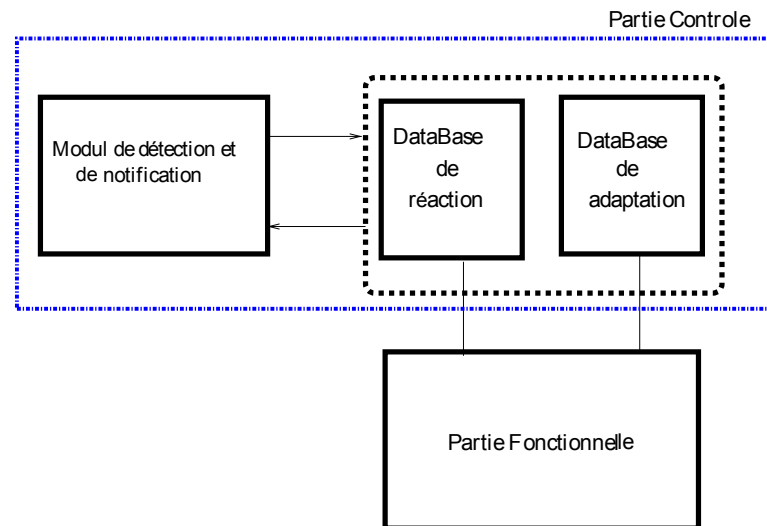 Partie Controle
Modul de détection et
de notification
DataBase
de
réaction
DataBase
de
adaptation
Partie Fonctionnelle